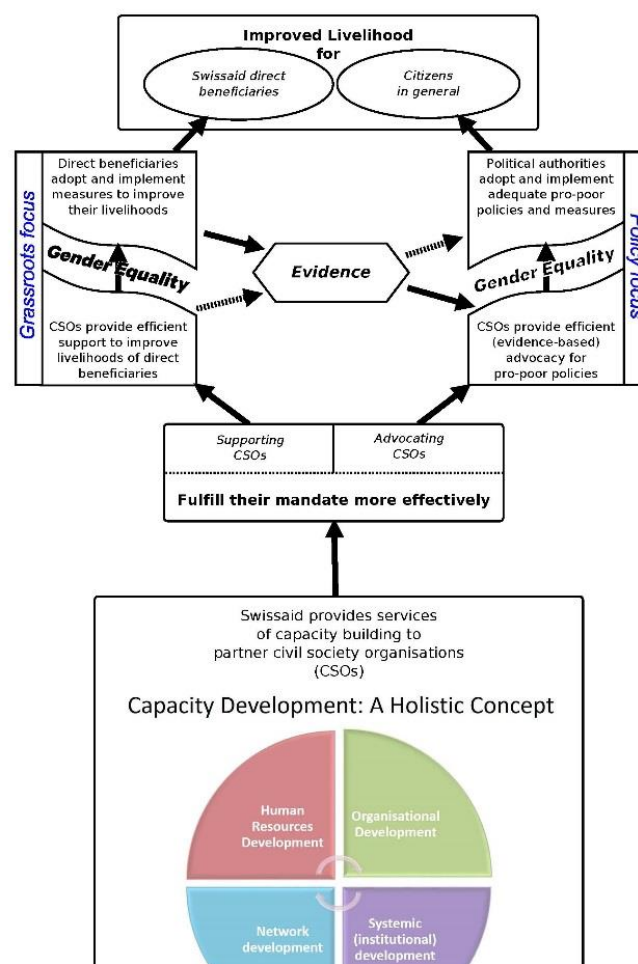 Improved Livelihood
for
Swissaid direct
beneficiaries
Citizens
in general
Grassroots focus
Direct beneficiaries
adopt and implement
measures to improve
their livelihoods
Gender Equality
CSOs provide efficient
support to improve
livelihoods of direct
beneficiaries
Evidence
Political authorities
adopt and implement
adequate pro-poor
policies and measures
Gender Equality
CSOs provide efficient
(evidence-based)
advocacy for
pro-poor policies
Policy focus
Supporting
CSOs
Advocating
CSOs
Fulfill their mandate more effectively
Swissaid provides services
of capacity building to
partner civil society organisations
(CSOs)
Capacity Development: A Holistic Concept
Human
Resources
Development
Organisational
Development
Network
development
Systemic
(institutional)
development